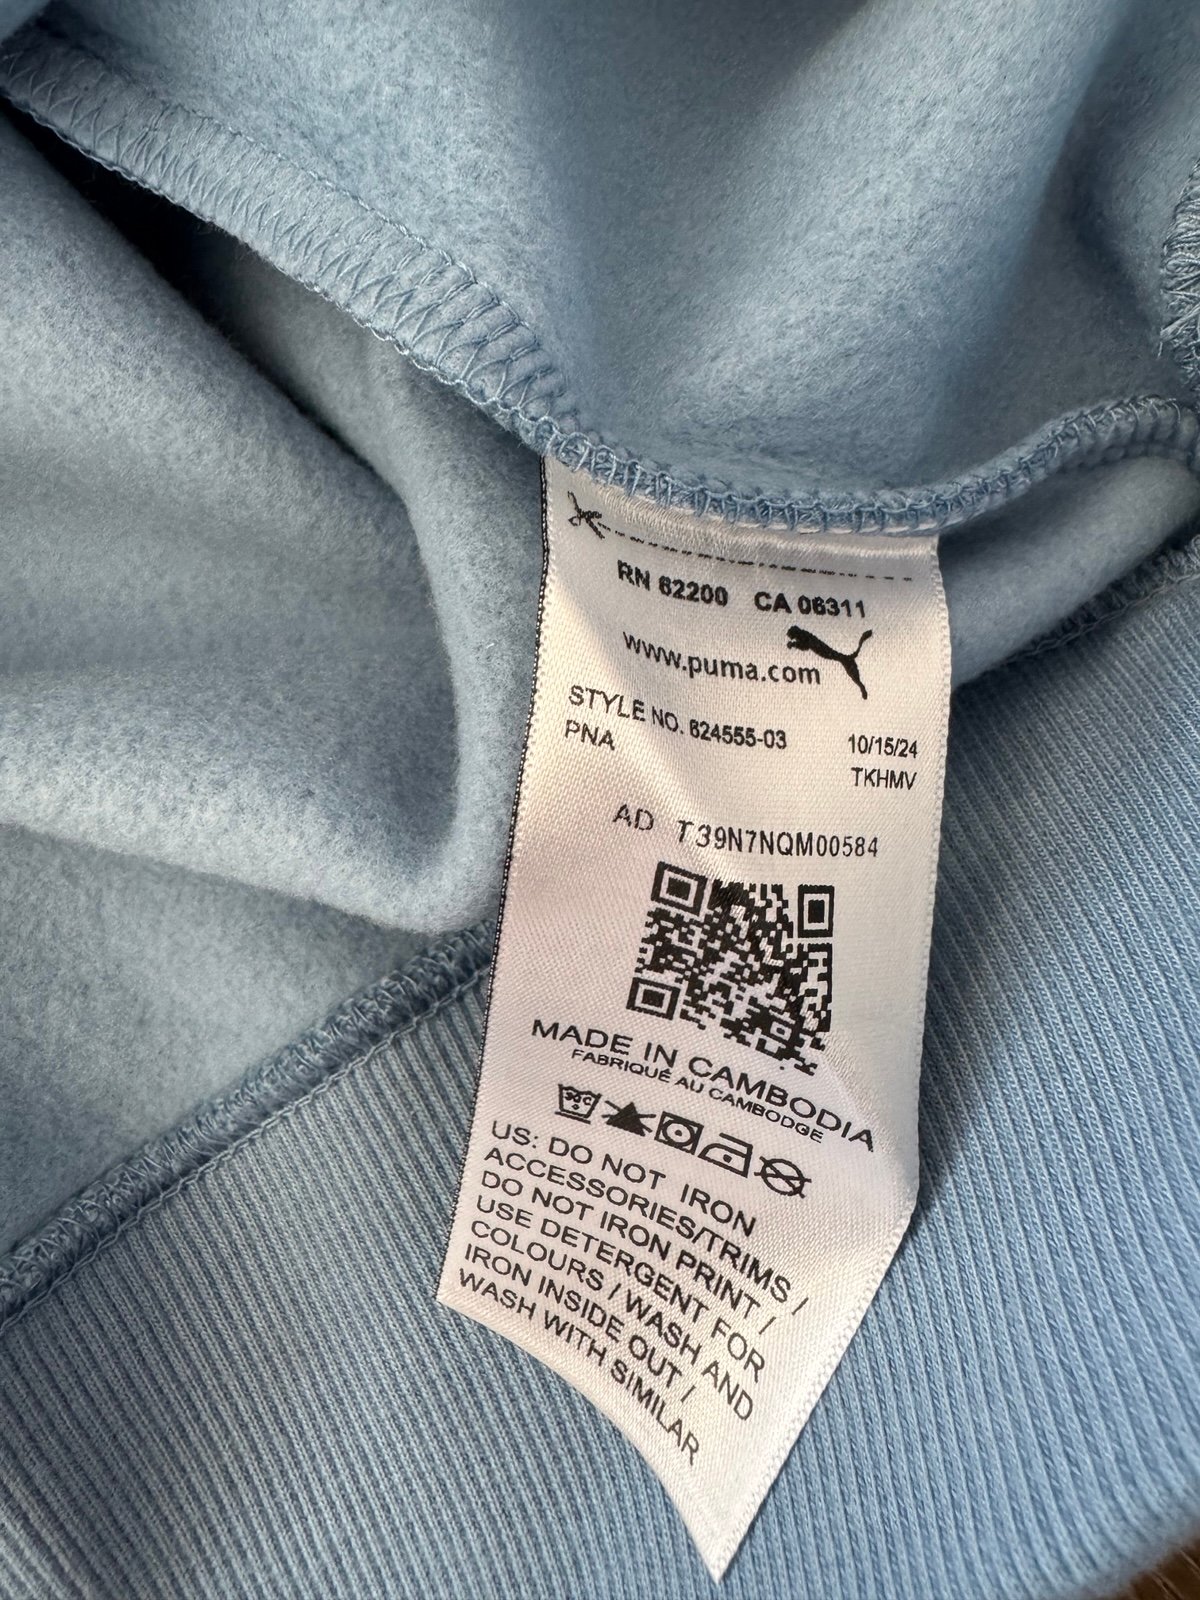 RN 62200 CA 06311
www.puma.com
STYLE NO. 624555-03 10/15/24
PNA TKHMV
AD T39N7NQM00584
MADE IN CAMBODIA
FABRIQUÉ AU CAMBODGE
US: DO NOT IRON
ACCESSORIES/TRIMS /
DO NOT IRON PRINT /
USE DETERGENT FOR
COLOURS / WASH AND
IRON INSIDE OUT /
WASH WITH SIMILAR